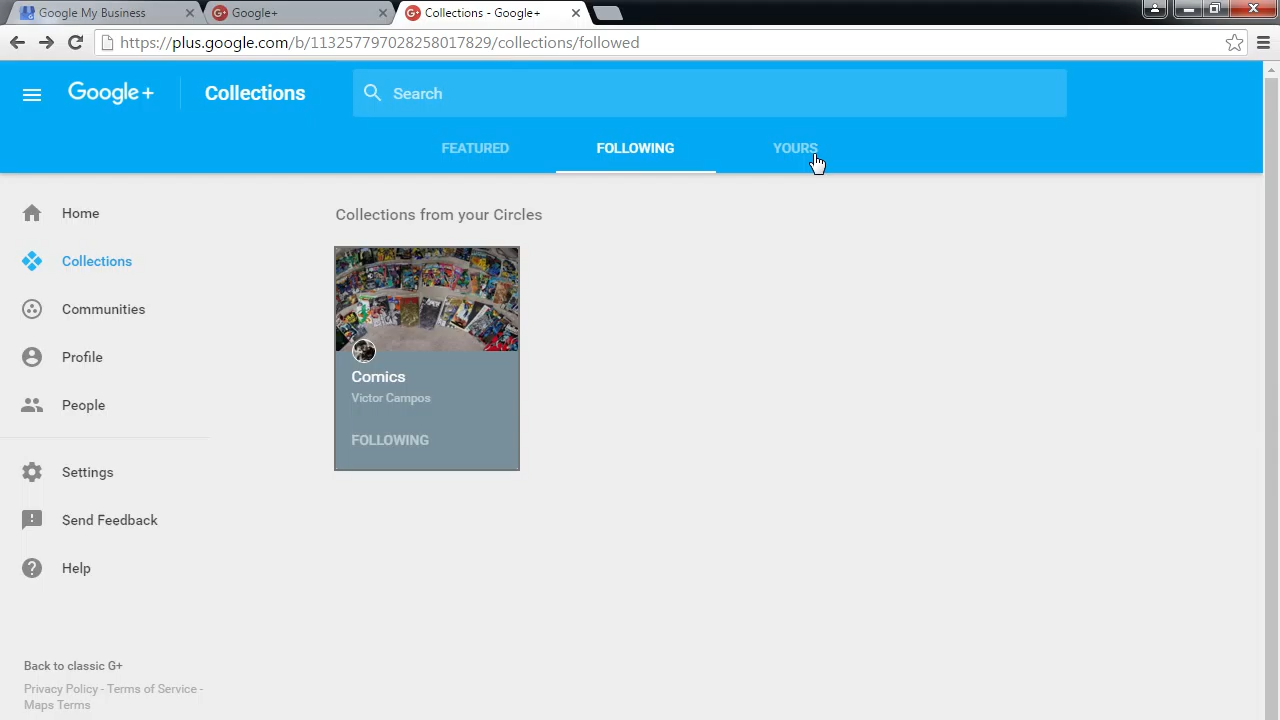 Google My Business
Google+
Collections - Google+
https://plus.google.com/b/113257797028258017829/collections/followed
Google+
Collections
Search
FEATURED
FOLLOWING
YOURS
Home
Collections
Communities
Profile
People
Settings
Send Feedback
Help
Back to classic G+
Privacy Policy - Terms of Service -
Maps Terms
Collections from your Circles
Comics
Victor Campos
FOLLOWING